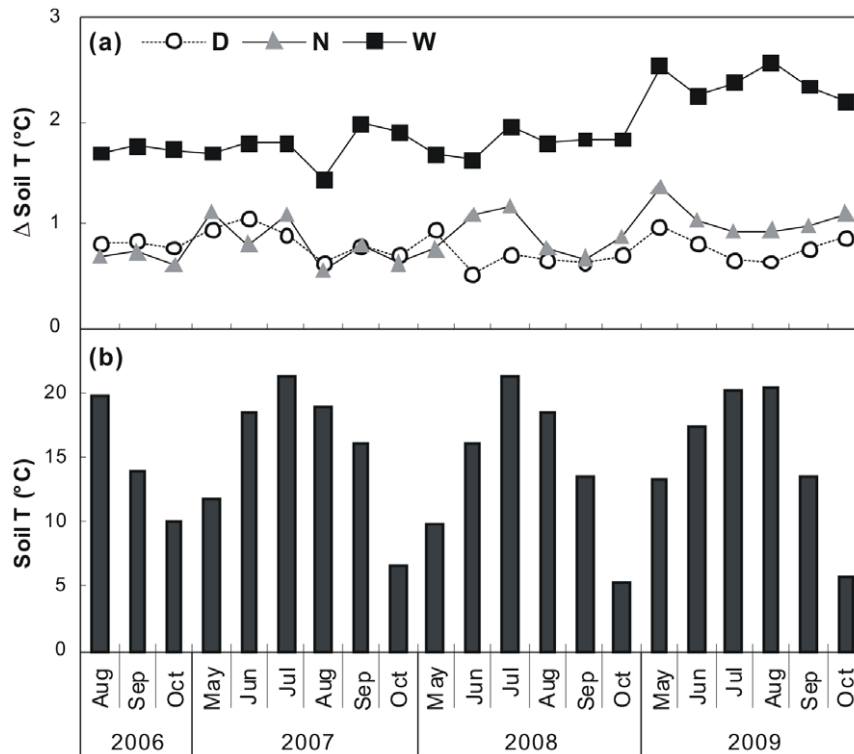 3
(a) D N W
2
1
0
Δ Soil T (°C)
(b)
20
15
10
5
0
Soil T (°C)
Aug Sep Oct May Jun Jul Aug Sep Oct May Jun Jul Aug Sep Oct May Jun Jul Aug Sep Oct
2006 2007 2008 2009